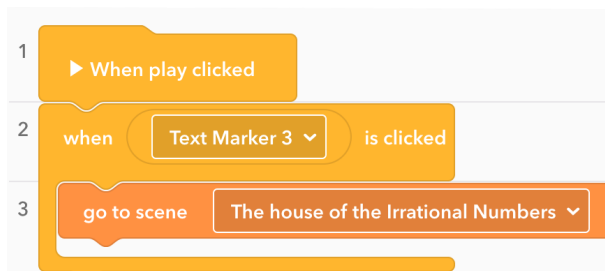 1 When play clicked
2 when Text Marker 3 is clicked
3 go to scene The house of the Irrational Numbers